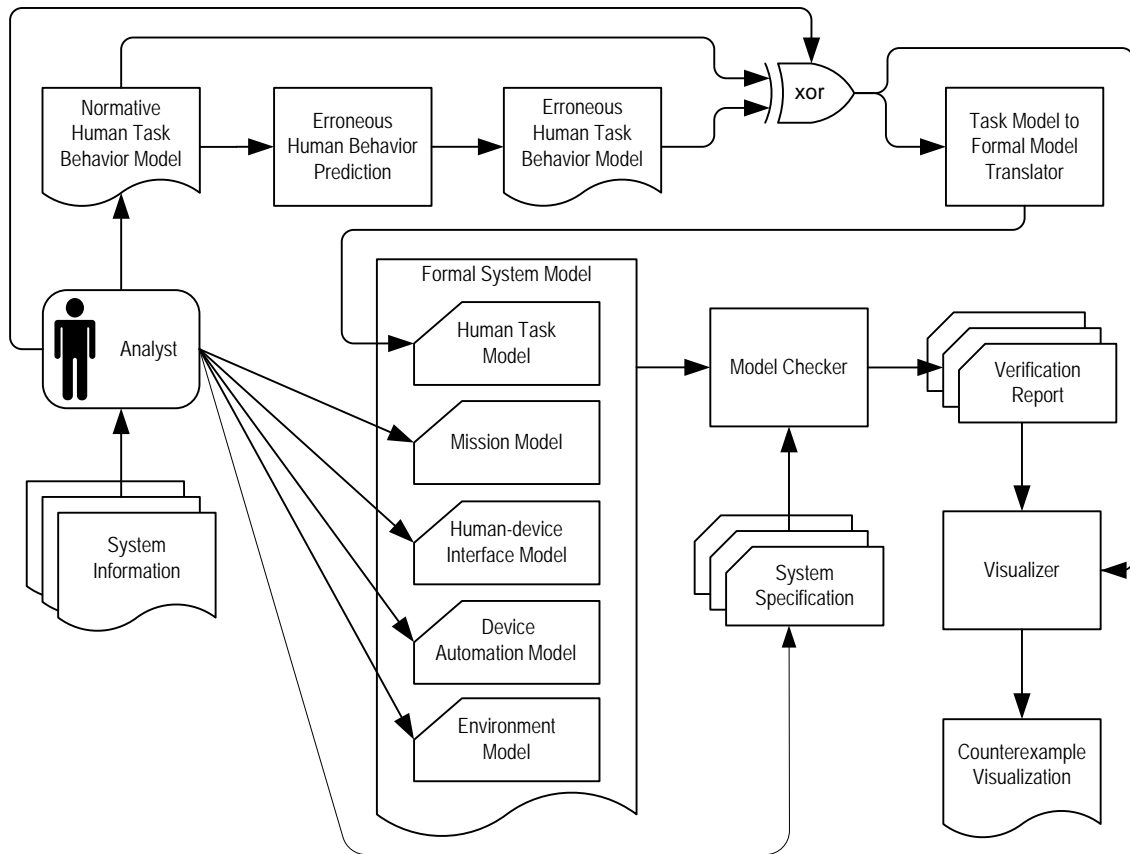 Normative
Human Task
Behavior Model
Erroneous
Human Behavior
Prediction
Erroneous
Human Task
Behavior Model
xor
Task Model to
Formal Model
Translator
Analyst
System
Information
Formal System Model
Human Task
Model
Mission Model
Human-device
Interface Model
Device
Automation Model
Environment
Model
Model Checker
System
Specification
Verification
Report
Visualizer
Counterexample
Visualization